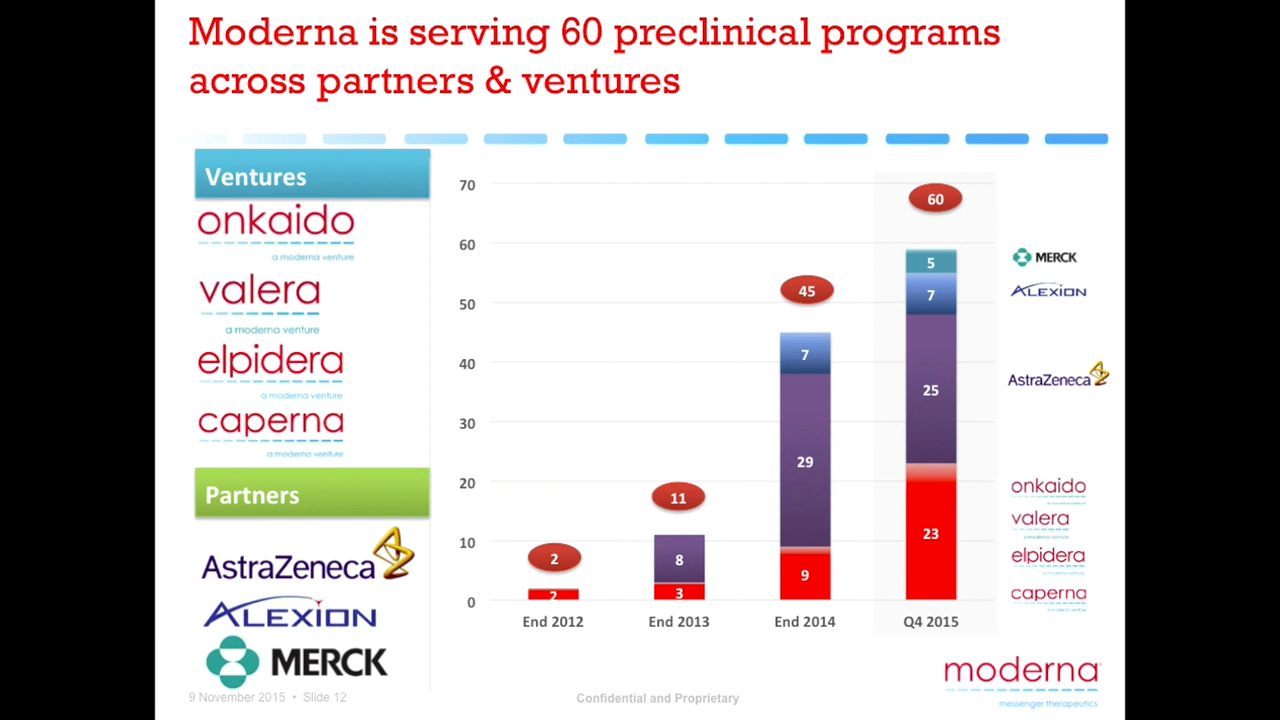 Moderna is serving 60 preclinical programs
across partners & ventures
Ventures
onkaido
a moderna venture
valera
a moderna venture
elpidera
a moderna venture
caperna
a moderna venture
Partners
AstraZeneca
ALEXION
MERCK
70
60
50
40
30
20
10
0
2
2
End 2012
11
8
3
End 2013
45
7
29
9
End 2014
60
5
7
25
23
Q4 2015
MERCK
ALEXION
AstraZeneca
onkaido
valera
elpidera
caperna
9 November 2015 • Slide 12
Confidential and Proprietary
moderna
messenger therapeutics